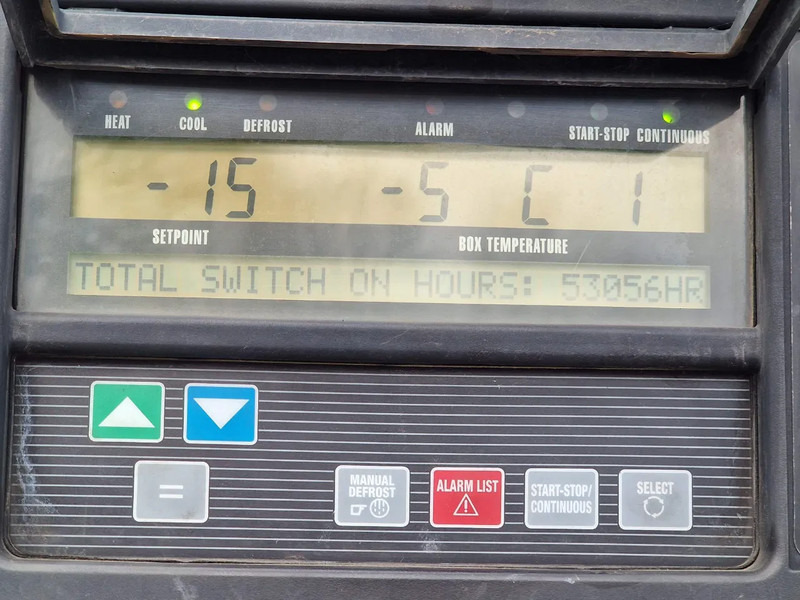 HEAT COOL DEFROST ALARM START-STOP CONTINUOUS
-15 -5 C 1
SETPOINT BOX TEMPERATURE
TOTAL SWITCH ON HOURS: 53056HR
=
MANUAL DEFROST
ALARM LIST
START-STOP/
CONTINUOUS
SELECT